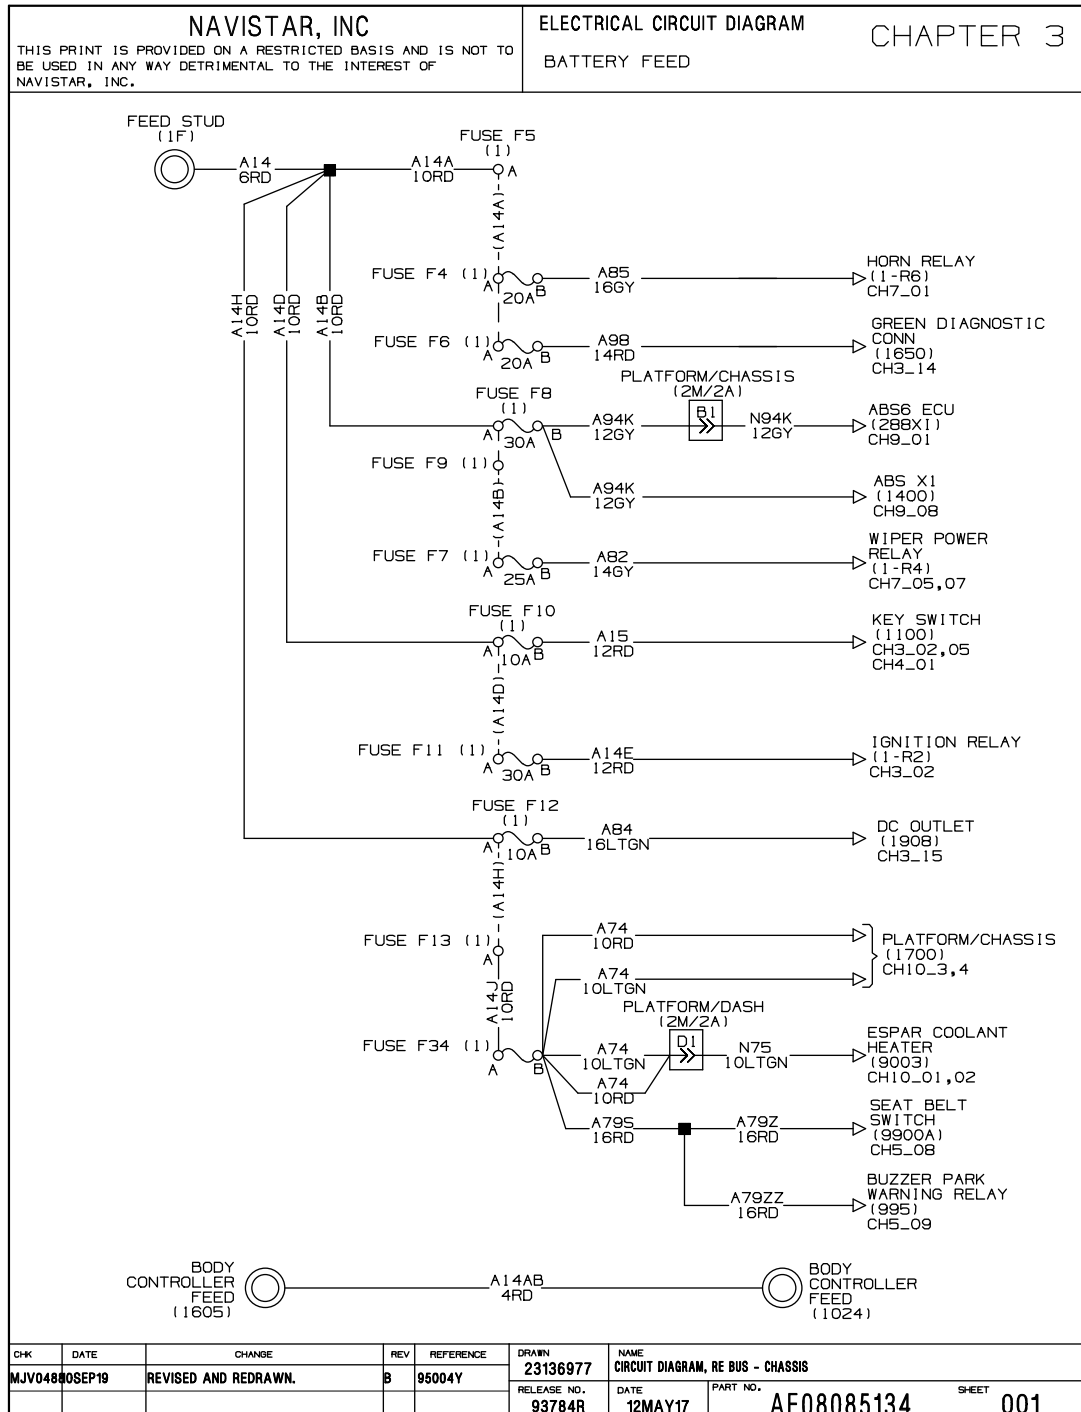 NAVISTAR, INC
THIS PRINT IS PROVIDED ON A RESTRICTED BASIS AND IS NOT TO
BE USED IN ANY WAY DETRIMENTAL TO THE INTEREST OF
NAVISTAR, INC.
ELECTRICAL CIRCUIT DIAGRAM
BATTERY FEED
CHAPTER 3
FEED STUD
(1F)
A14
6RD
A14A
10RD
FUSE F5
(1)
A
(A14A)
A14H
10RD
A14D
10RD
A14B
10RD
FUSE F4 (1)
A
20A
B
A85
16GY
HORN RELAY
(1-R6)
CH7_01
FUSE F6 (1)
A
20A
B
A98
14RD
GREEN DIAGNOSTIC
CONN
(1650)
CH3_14
PLATFORM/CHASSIS
(2M/2A)
FUSE F8
(1)
A
30A
B
A94K
12GY
B1
N94K
12GY
ABS6 ECU
(288XI)
CH9_01
FUSE F9 (1)
(A14B)
A94K
12GY
ABS X1
(1400)
CH9_08
FUSE F7 (1)
A
25A
B
A82
14GY
WIPER POWER
RELAY
(1-R4)
CH7_05,07
FUSE F10
(1)
A
10A
B
A15
12RD
KEY SWITCH
(1100)
CH3_02,05
CH4_01
(A14D)
FUSE F11 (1)
A
30A
B
A14E
12RD
IGNITION RELAY
(1-R2)
CH3_02
FUSE F12
(1)
A
10A
B
A84
16LTGN
DC OUTLET
(1908)
CH3_15
(A14H)
FUSE F13 (1)
A
A74
10RD
A74
10LTGN
PLATFORM/CHASSIS
(1700)
CH10_3,4
A14J
10RD
PLATFORM/DASH
(2M/2A)
FUSE F34 (1)
A
B
A74
10LTGN
D1
N75
10LTGN
ESPAR COOLANT
HEATER
(9003)
CH10_01,02
A74
10RD
A79S
16RD
A79Z
16RD
SEAT BELT
SWITCH
(9900A)
CH5_08
A79ZZ
16RD
BUZZER PARK
WARNING RELAY
(995)
CH5_09
BODY
CONTROLLER
FEED
(1605)
A14AB
4RD
BODY
CONTROLLER
FEED
(1024)
CHK DATE CHANGE REV REFERENCE
MJV0488 10SEP19 REVISED AND REDRAWN. B 95004Y
DRAWN
23136977
NAME
CIRCUIT DIAGRAM, RE BUS - CHASSIS
RELEASE NO.
93784R
DATE
12MAY17
PART NO.
AE08085134
SHEET
001